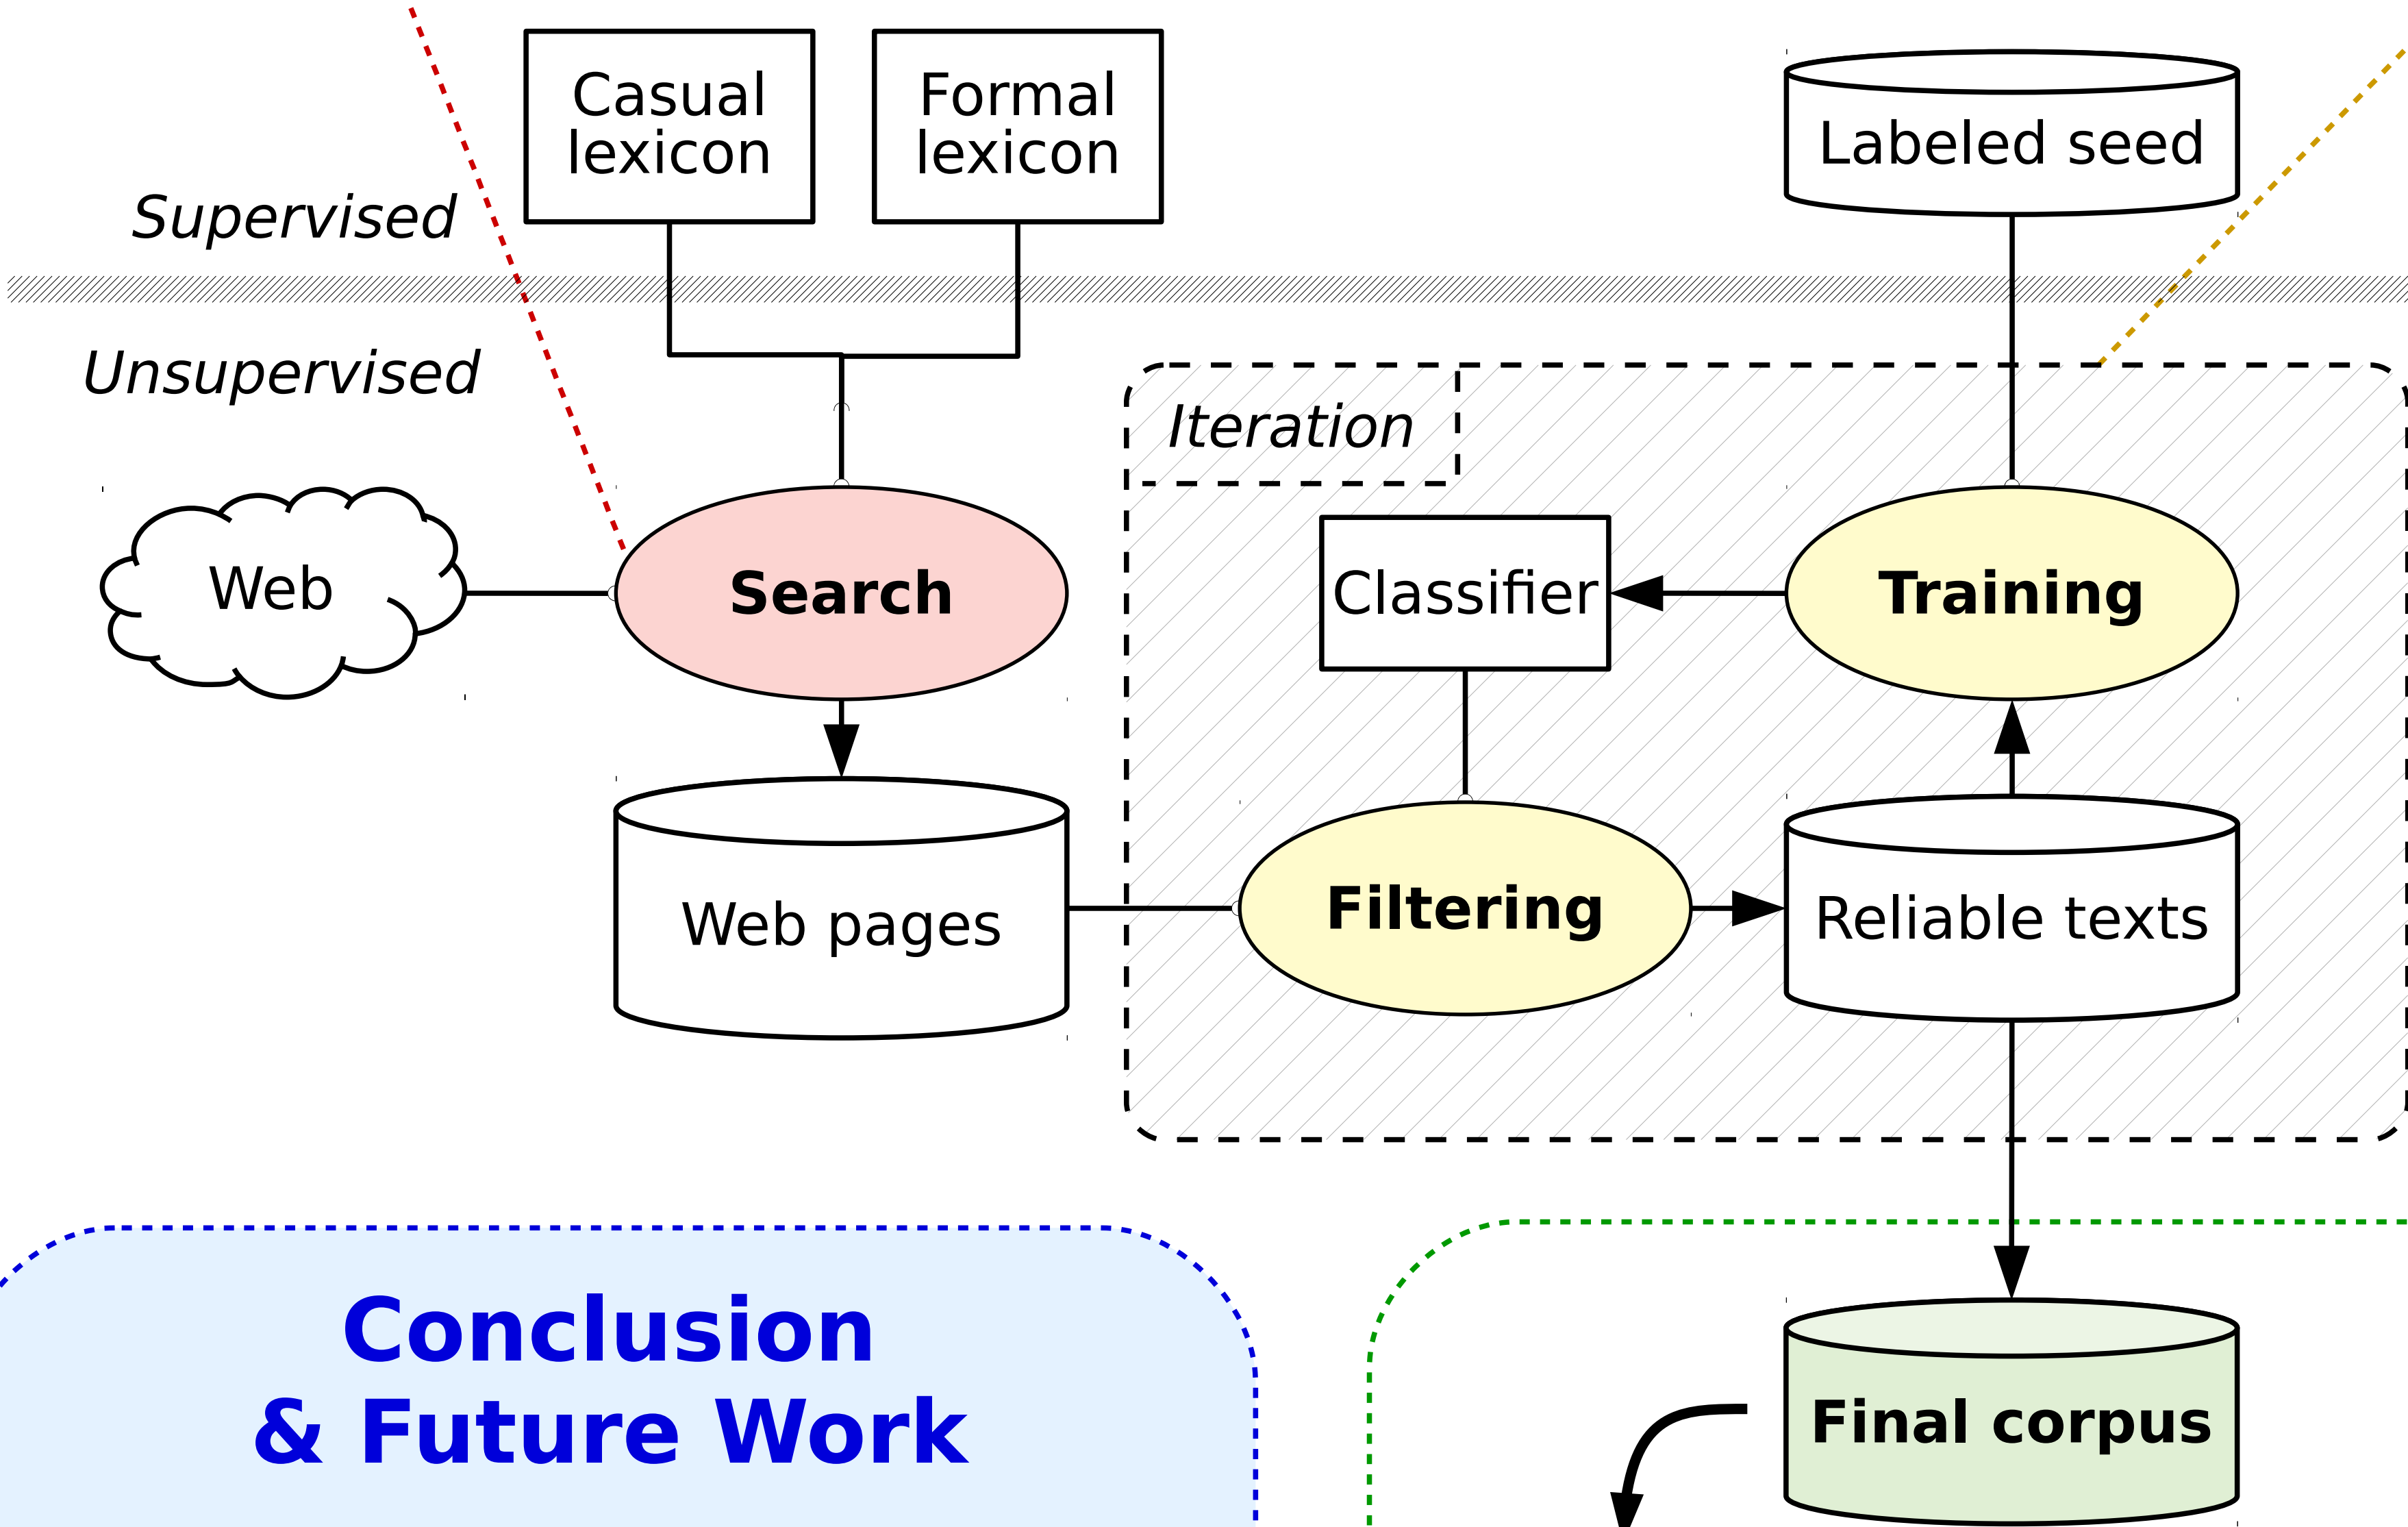 Casual
lexicon
Formal
lexicon
Labeled seed
Supervised
Unsupervised
Iteration
Web
Search
Classifier
Training
Web pages
Filtering
Reliable texts
Conclusion
& Future Work
Final corpus